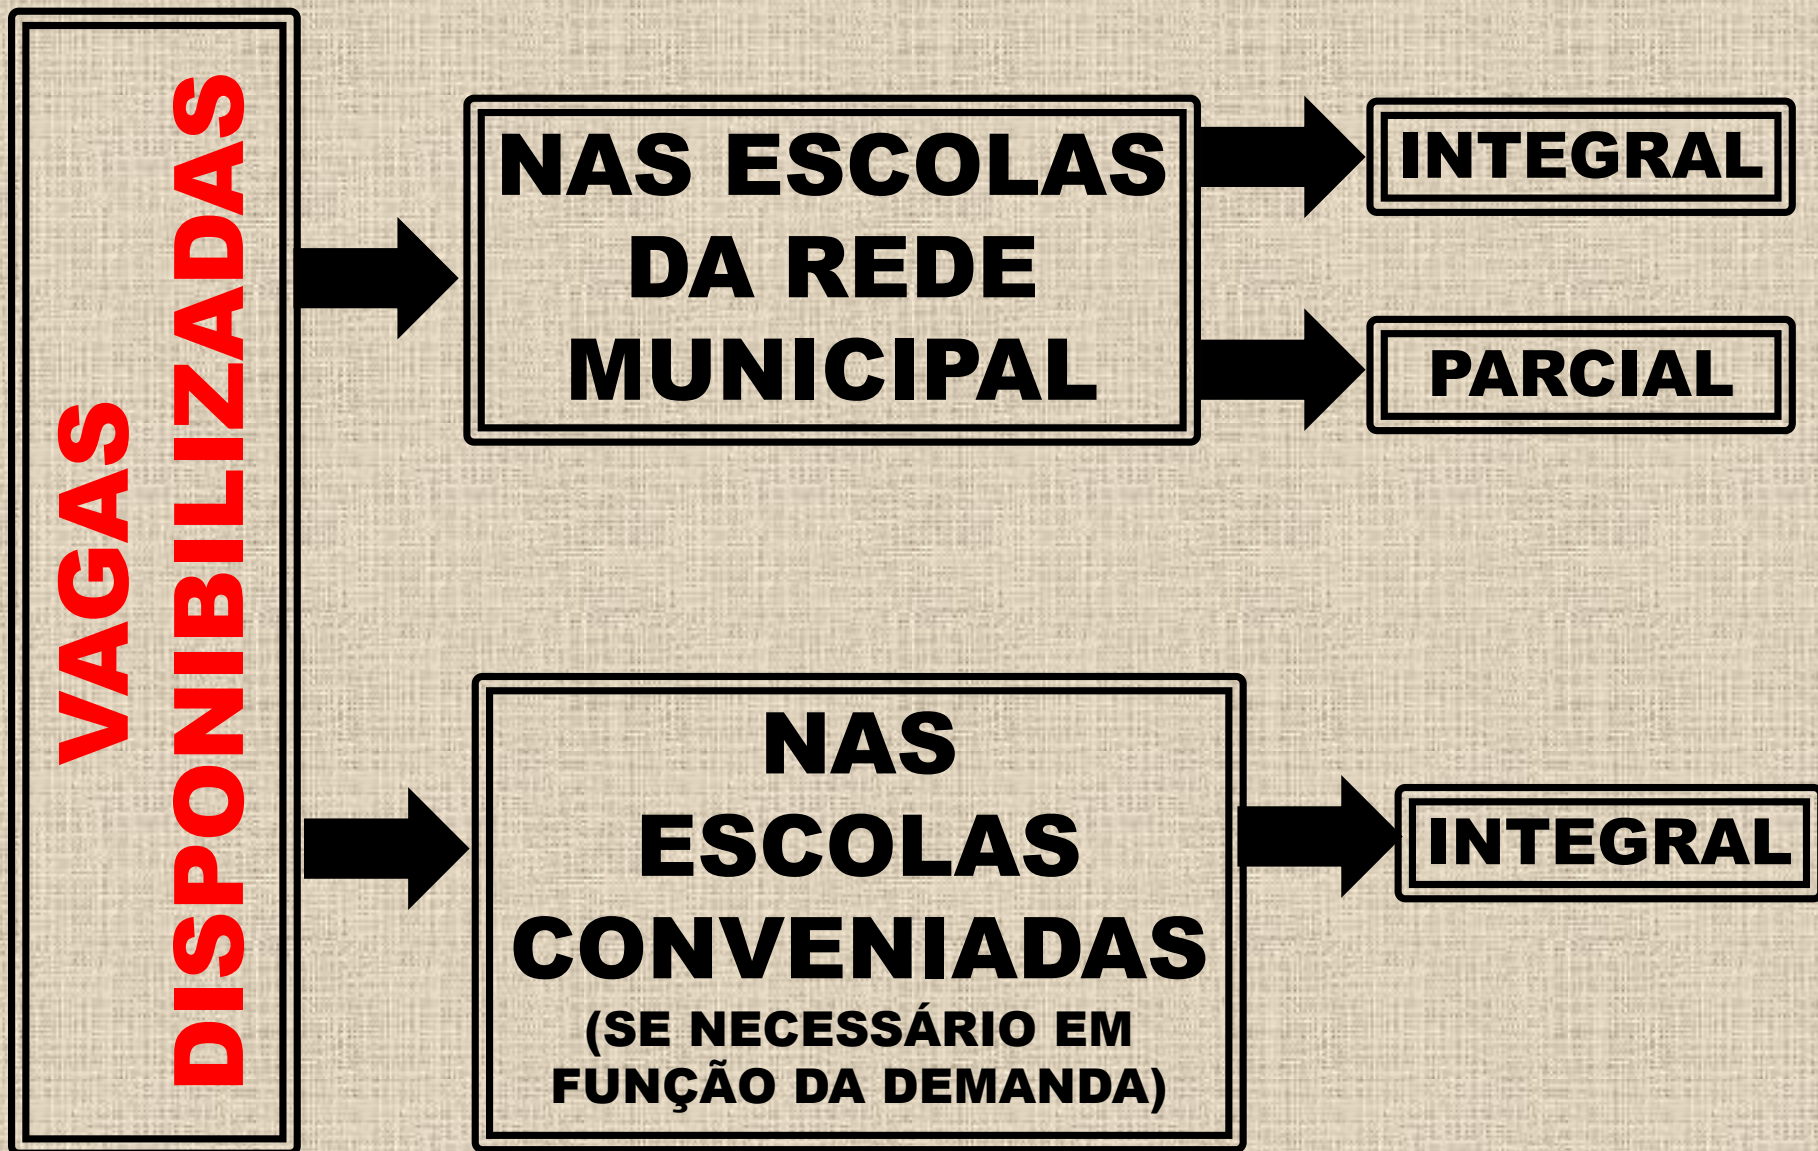 VAGAS
DISPONIBILIZADAS
NAS ESCOLAS
DA REDE
MUNICIPAL
INTEGRAL
PARCIAL
NAS
ESCOLAS
CONVENIADAS
(SE NECESSÁRIO EM
FUNÇÃO DA DEMANDA)
INTEGRAL